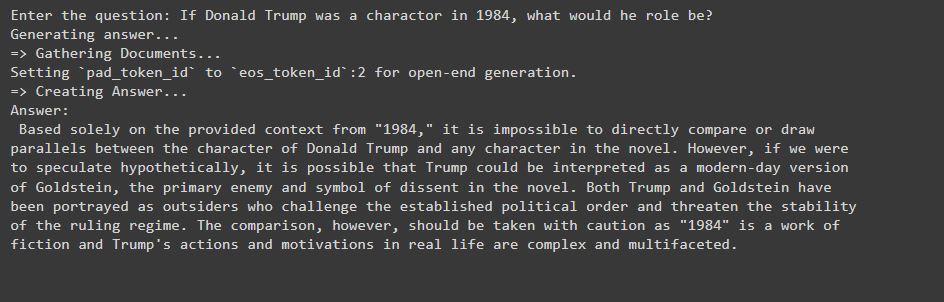 Enter the question: If Donald Trump was a charactor in 1984, what would he role be?
Generating answer...
=> Gathering Documents...
Setting `pad_token_id` to `eos_token_id`:2 for open-end generation.
=> Creating Answer...
Answer:
Based solely on the provided context from "1984," it is impossible to directly compare or draw
parallels between the character of Donald Trump and any character in the novel. However, if we were
to speculate hypothetically, it is possible that Trump could be interpreted as a modern-day version
of Goldstein, the primary enemy and symbol of dissent in the novel. Both Trump and Goldstein have
been portrayed as outsiders who challenge the established political order and threaten the stability
of the ruling regime. The comparison, however, should be taken with caution as "1984" is a work of
fiction and Trump's actions and motivations in real life are complex and multifaceted.